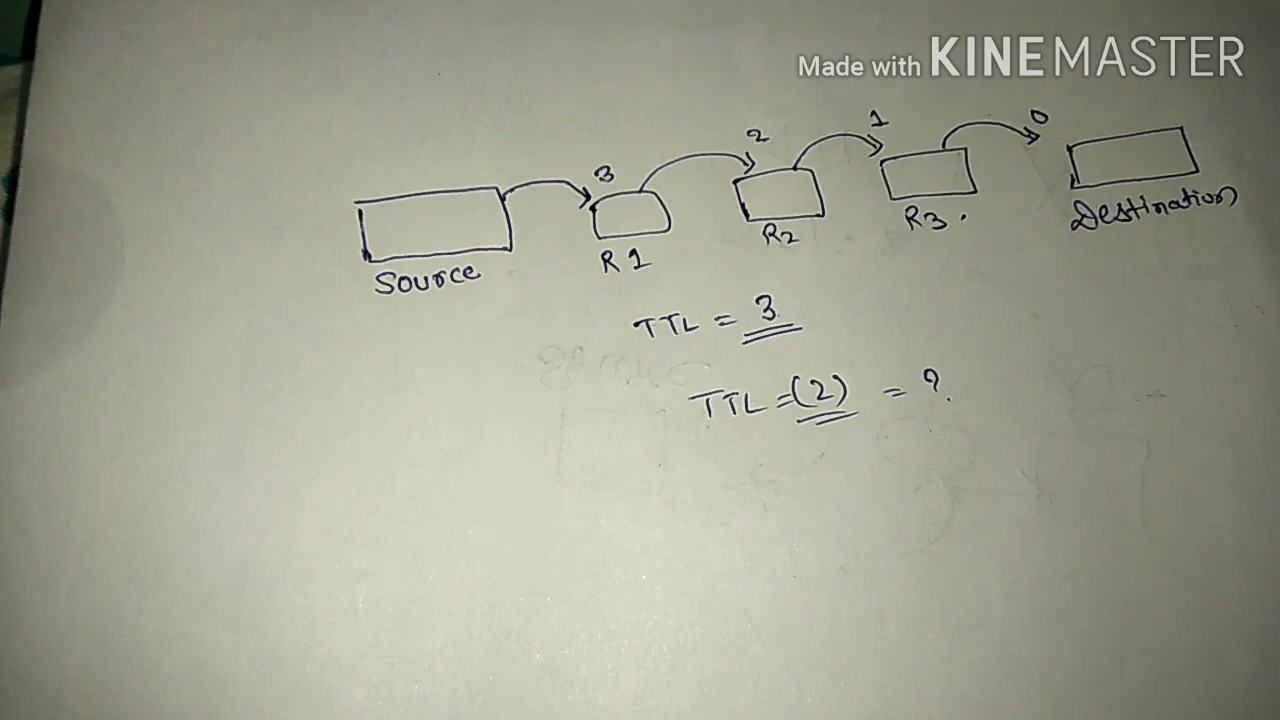 Made with KINEMASTER
3 2 1 0
Source R1 R2 R3. Destination
TTL = 3
TTL = (2) = ?